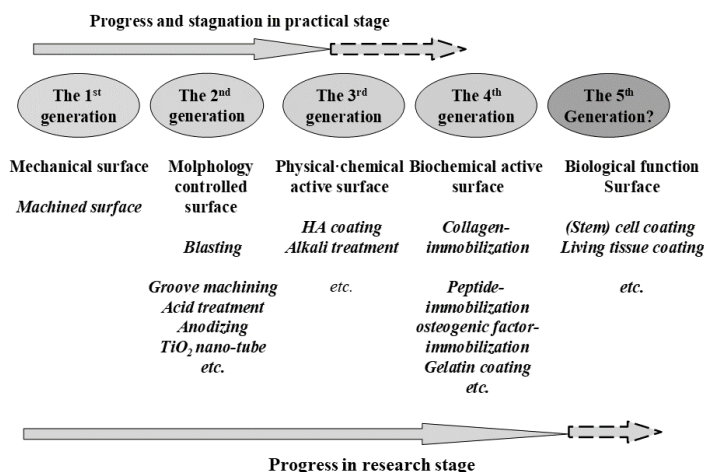 Progress and stagnation in practical stage
The 1st
generation
The 2nd
generation
The 3rd
generation
The 4th
generation
The 5th
Generation?
Mechanical surface
Machined surface
Molphology
controlled
surface
Blasting
Groove machining
Acid treatment
Anodizing
TiO2 nano-tube
etc.
Physical·chemical
active surface
HA coating
Alkali treatment
etc.
Biochemical active
surface
Collagen-
immobilization
Peptide-
immobilization
osteogenic factor-
immobilization
Gelatin coating
etc.
Biological function
Surface
(Stem) cell coating
Living tissue coating
etc.
Progress in research stage